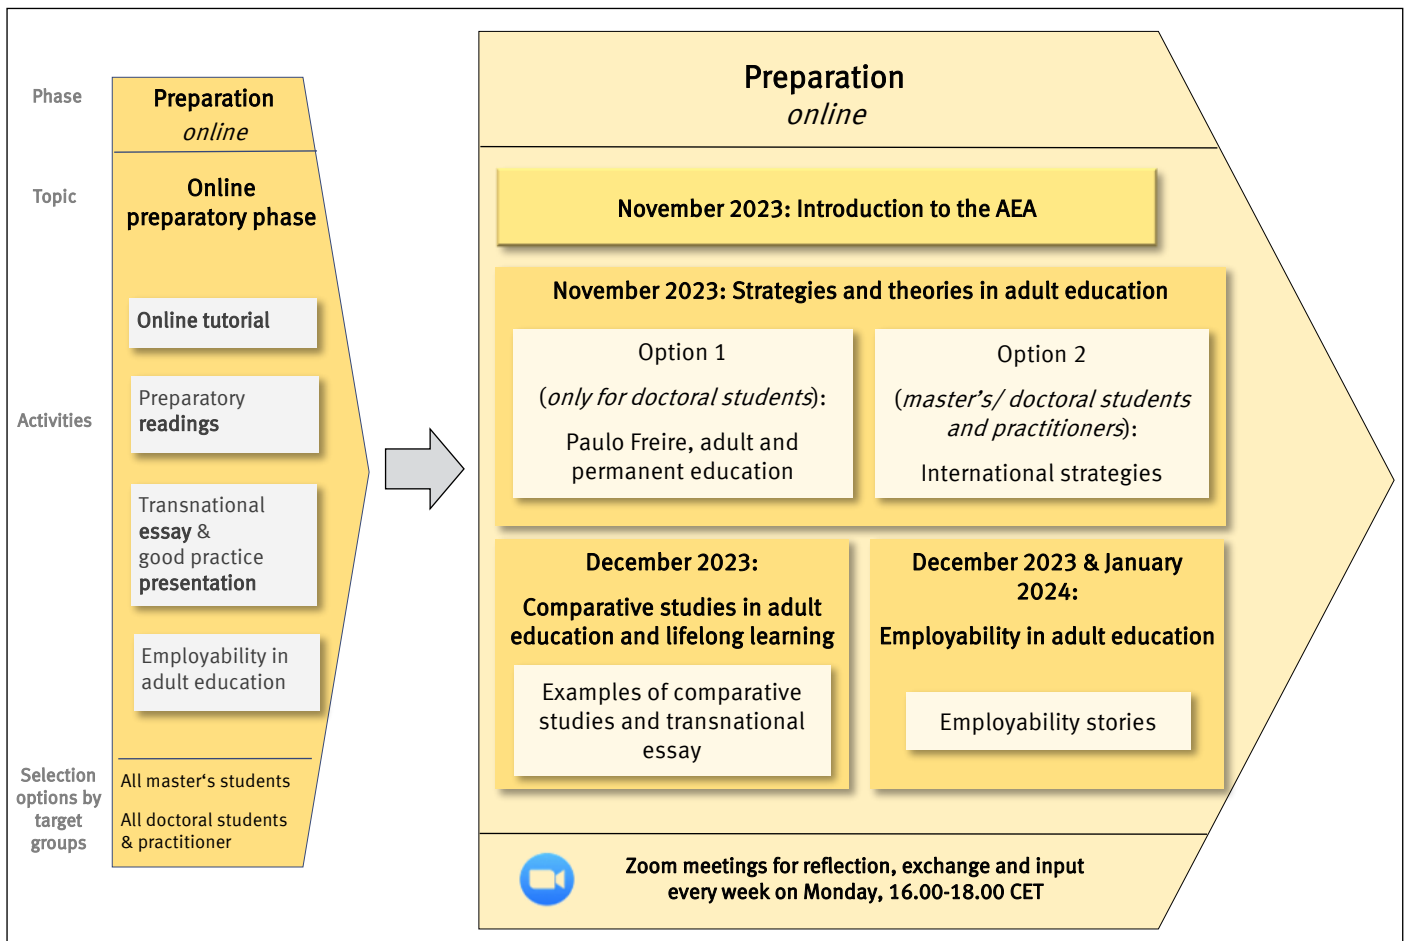 Phase
Preparation
online
Topic
Online
preparatory phase
Activities
Online tutorial
Preparatory
readings
Transnational
essay &
good practice
presentation
Employability in
adult education
Selection
options by
target
groups
All master‘s students
All doctoral students
& practitioner
Preparation
online
November 2023: Introduction to the AEA
November 2023: Strategies and theories in adult education
Option 1
(only for doctoral students):
Paulo Freire, adult and
permanent education
Option 2
(master’s/ doctoral students
and practitioners):
International strategies
December 2023:
Comparative studies in adult
education and lifelong learning
Examples of comparative
studies and transnational
essay
December 2023 & January
2024:
Employability in adult education
Employability stories
Zoom meetings for reflection, exchange and input
every week on Monday, 16.00-18.00 CET